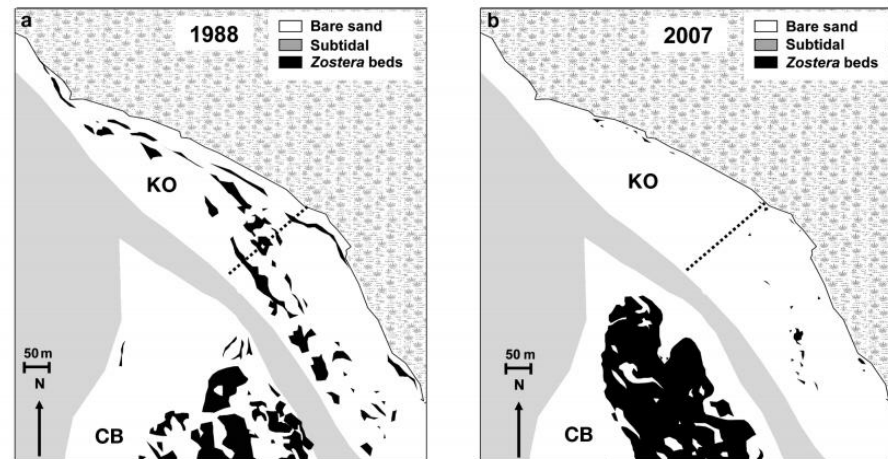 a
1988
Bare sand
Subtidal
Zostera beds
KO
50 m
N
CB
b
2007
Bare sand
Subtidal
Zostera beds
KO
50 m
N
CB